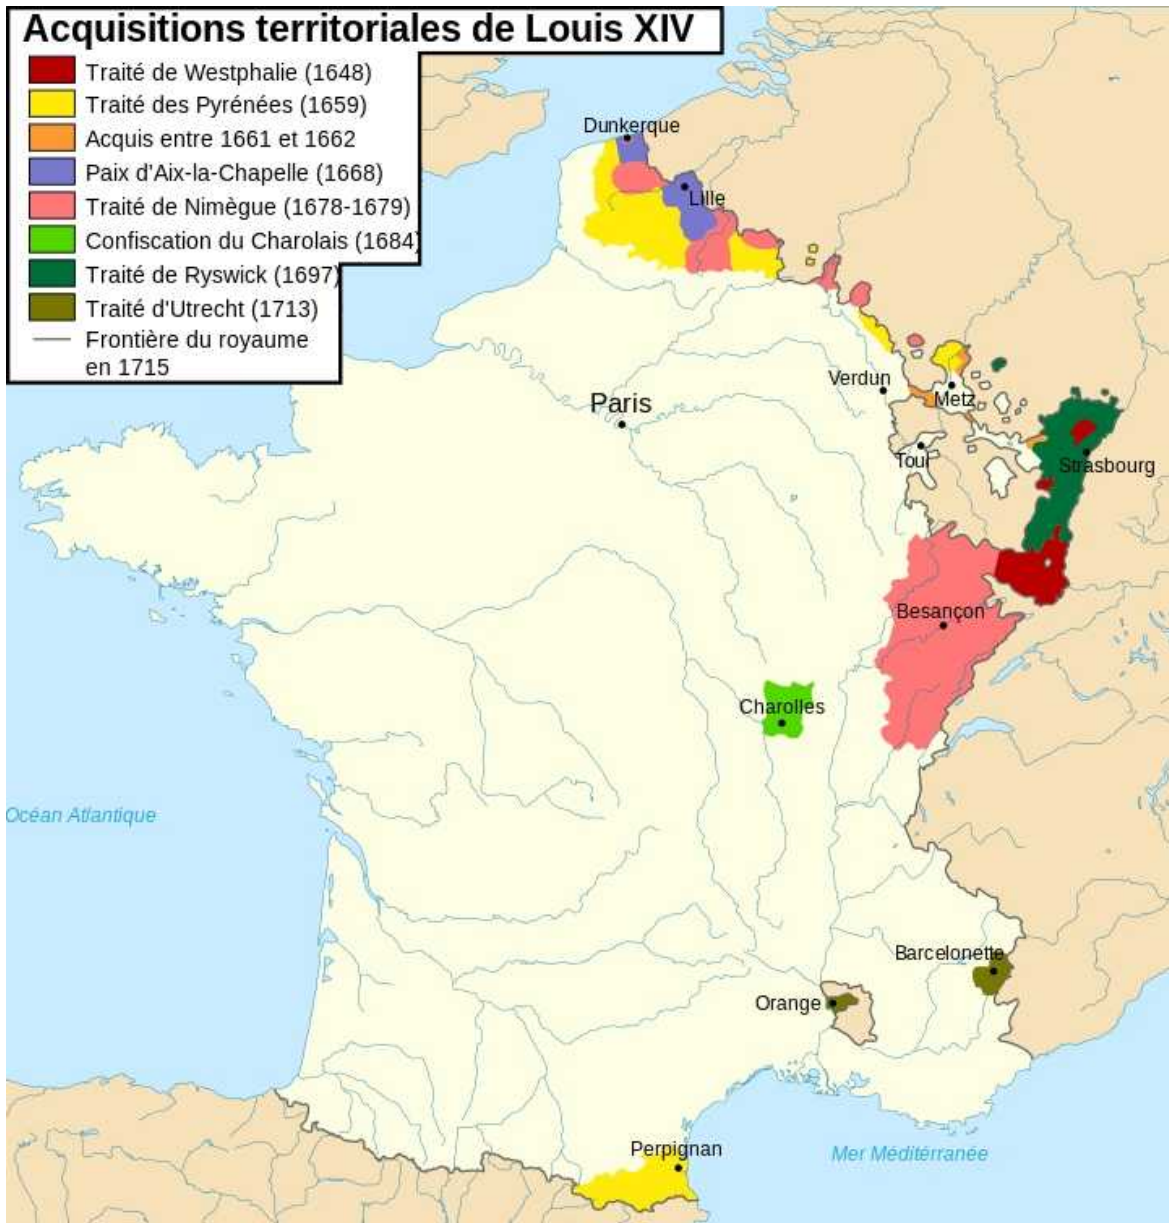 Acquisitions territoriales de Louis XIV
Traité de Westphalie (1648)
Traité des Pyrénées (1659)
Acquis entre 1661 et 1662
Paix d'Aix-la-Chapelle (1668)
Traité de Nimègue (1678-1679)
Confiscation du Charolais (1684)
Traité de Ryswick (1697)
Traité d'Utrecht (1713)
Frontière du royaume
en 1715
Dunkerque
Lille
Verdun
Metz
Paris
Toul
Strasbourg
Besançon
Charolles
Océan Atlantique
Barcelonette
Orange
Perpignan
Mer Méditérranée